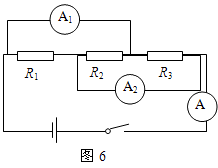 A₁
R₁ R₂ R₃
A₂
A
图 6